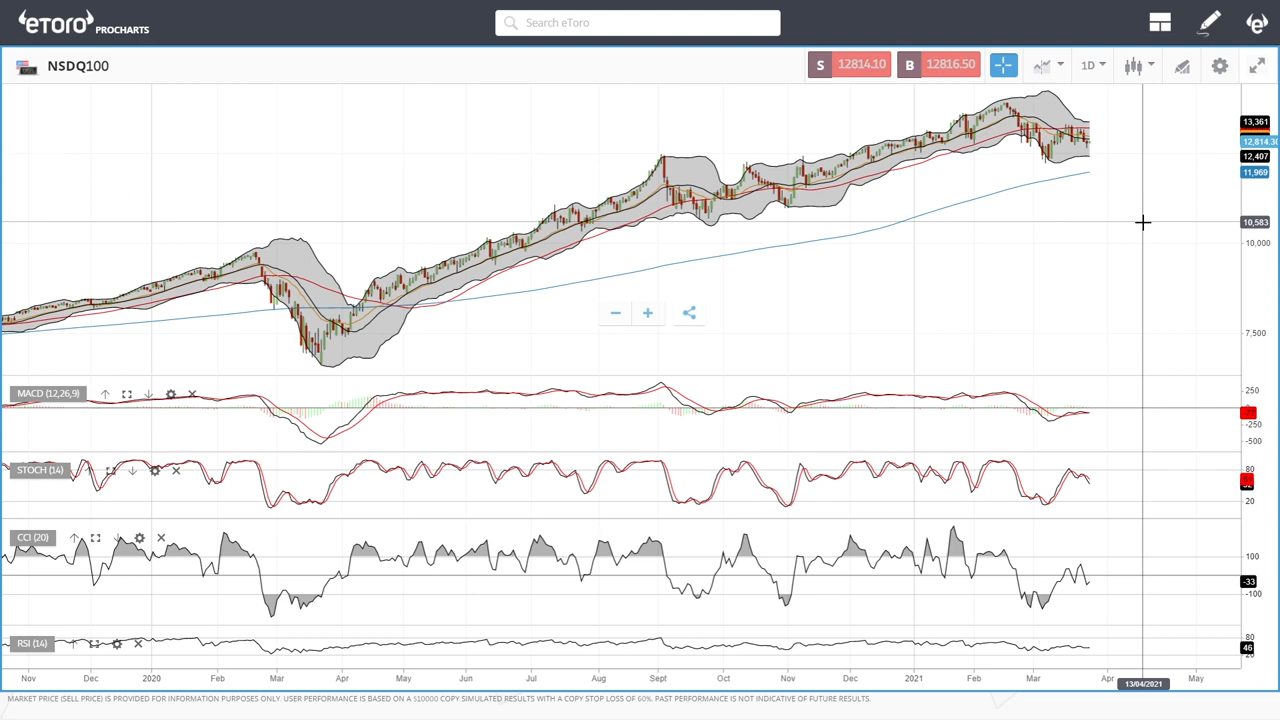 eToro PROCHARTS
Search eToro
NSDQ100
S 12814.10
B 12816.50
1D
13,361
12,814.30
12,407
11,969
10,583
10,000
7,500
MACD (12,26,9)
250
-77
-250
-500
STOCH (14)
80
20
CCI (20)
100
-33
-100
RSI (14)
80
46
Nov Dec 2020 Feb Mar Apr May Jun Jul Aug Sept Oct Nov Dec 2021 Feb Mar Apr May
13/04/2021
MARKET PRICE (SELL PRICE) IS PROVIDED FOR INFORMATION PURPOSES ONLY. USER PERFORMANCE IS BASED ON A $10000 COPY SIMULATED RESULTS WITH A COPY STOP LOSS OF 60%. PAST PERFORMANCE IS NOT INDICATIVE OF FUTURE RESULTS.